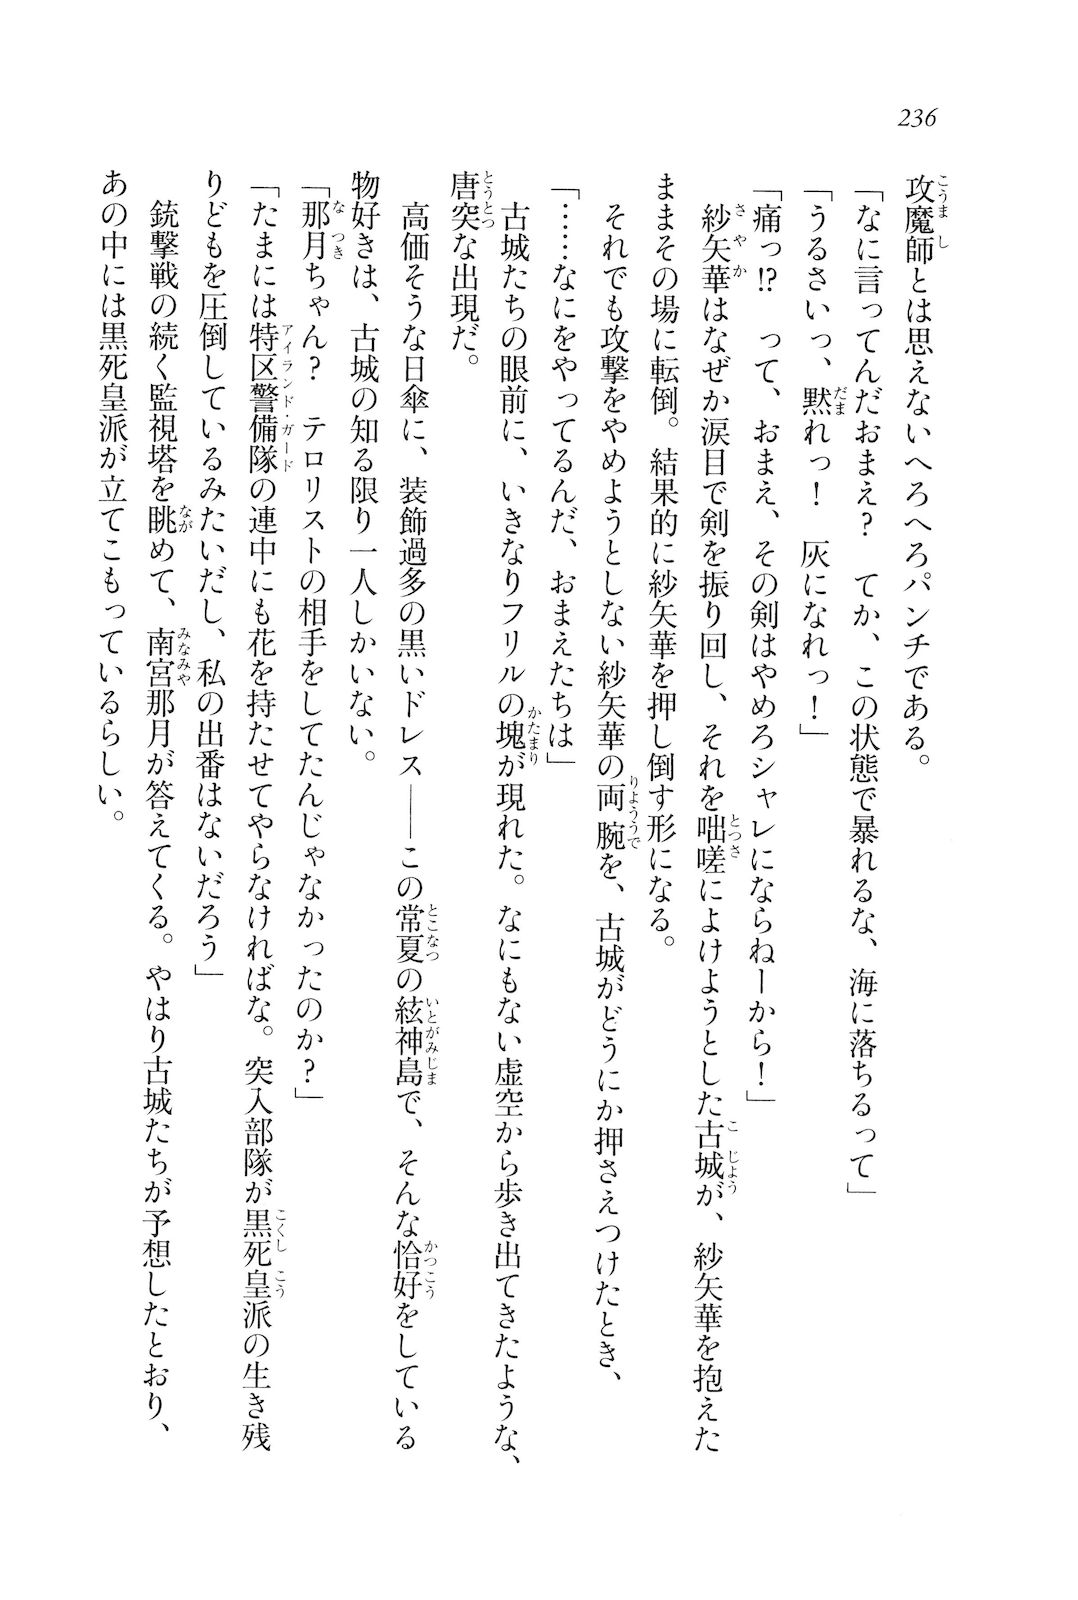 236
攻魔師とは思えないへろへろパンチである。
「なに言ってんだおまえ？　てか、この状態で暴れるな、海に落ちるって」
「うるさいっ、黙れっ！　灰になれっ！」
「痛っ!?　って、おまえ、その剣はやめろシャレにならねーから！」
　紗矢華はなぜか涙目で剣を振り回し、それを咄嗟によけようとした古城が、紗矢華を抱えた
ままその場に転倒。結果的に紗矢華を押し倒す形になる。
　それでも攻撃をやめようとしない紗矢華の両腕を、古城がどうにか押さえつけたとき、
「……なにをやってるんだ、おまえたちは」
　古城たちの眼前に、いきなりフリルの塊が現れた。なにもない虚空から歩き出てきたような、
唐突な出現だ。
　高価そうな日傘に、装飾過多の黒いドレス――この常夏の絃神島で、そんな恰好をしている
物好きは、古城の知る限り一人しかいない。
「那月ちゃん？　テロリストの相手をしてたんじゃなかったのか？」
「たまには特区警備隊の連中にも花を持たせてやらなければな。突入部隊が黒死皇派の生き残
りどもを圧倒しているみたいだし、私の出番はないだろう」
　銃撃戦の続く監視塔を眺めて、南宮那月が答えてくる。やはり古城たちが予想したとおり、
あの中には黒死皇派が立てこもっているらしい。